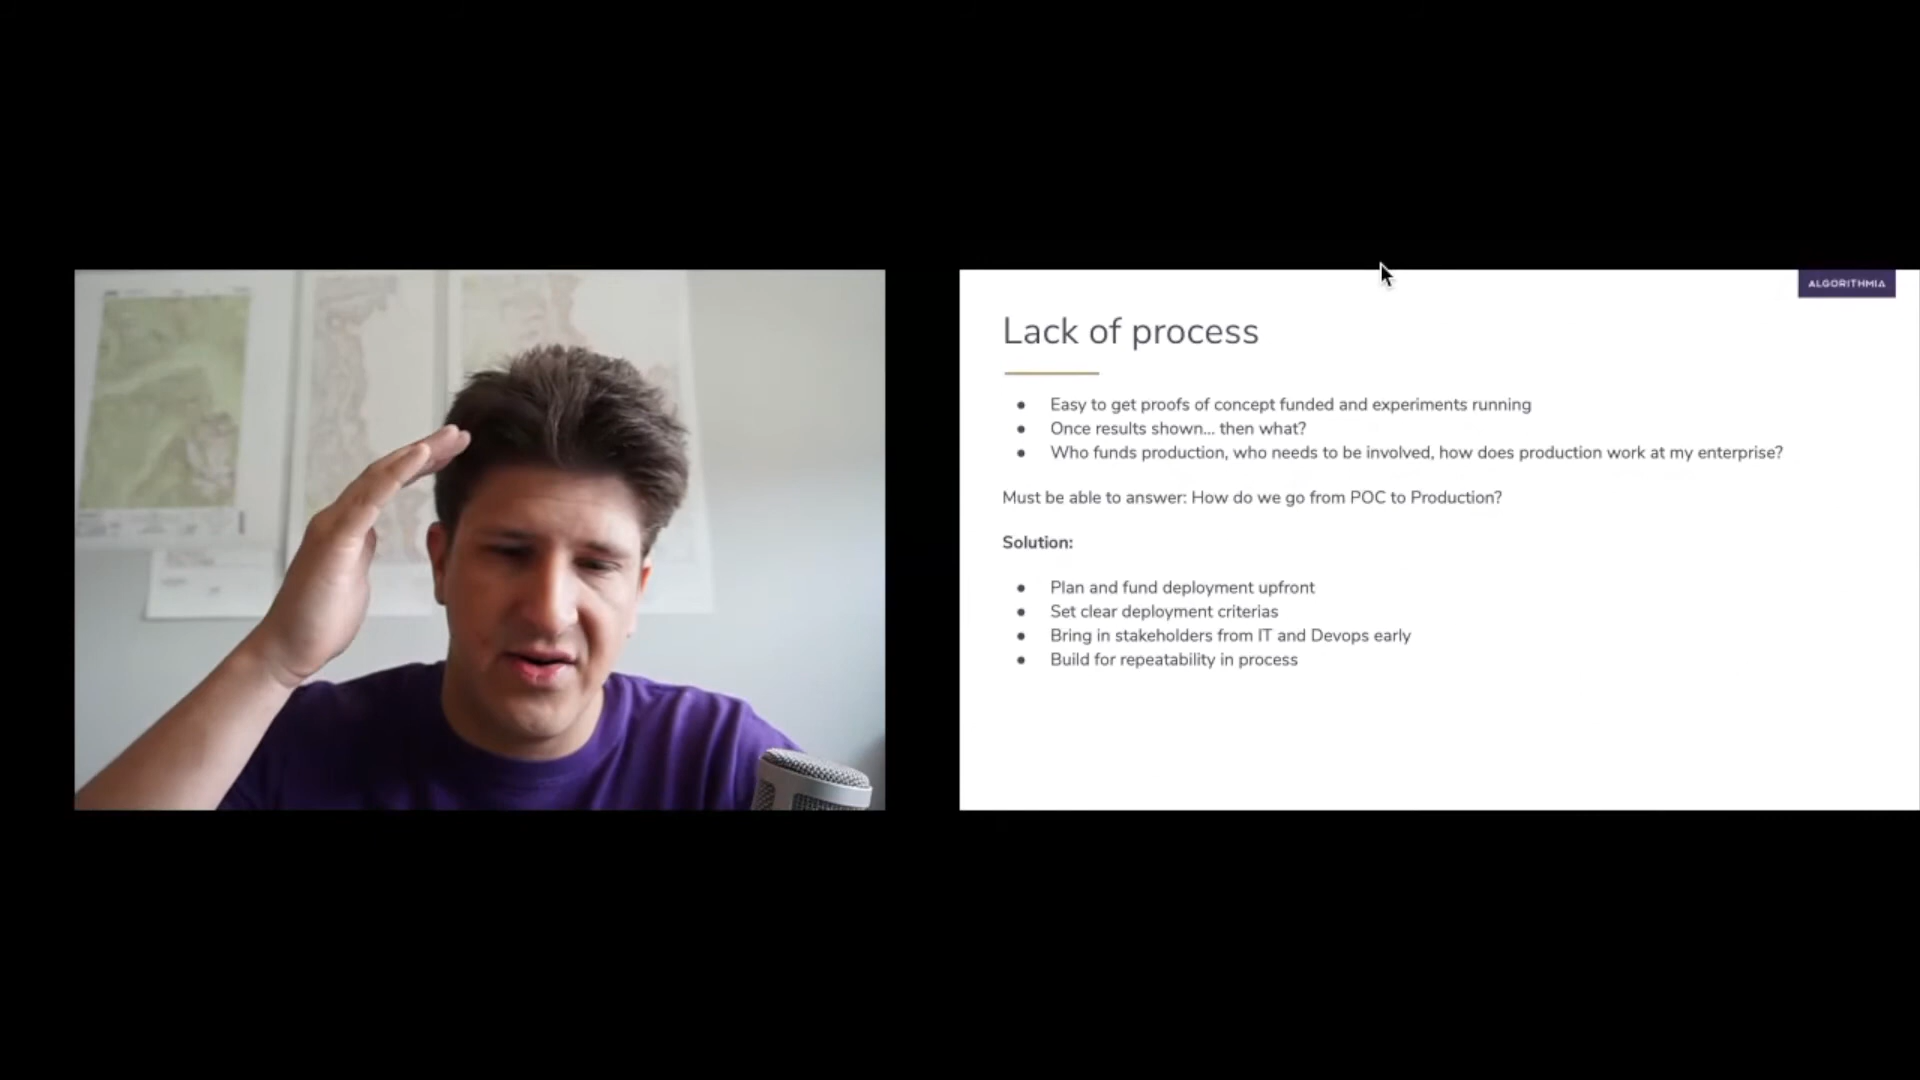 ALGORITHMIA
Lack of process
● Easy to get proofs of concept funded and experiments running
● Once results shown... then what?
● Who funds production, who needs to be involved, how does production work at my enterprise?
Must be able to answer: How do we go from POC to Production?
Solution:
● Plan and fund deployment upfront
● Set clear deployment criterias
● Bring in stakeholders from IT and Devops early
● Build for repeatability in process